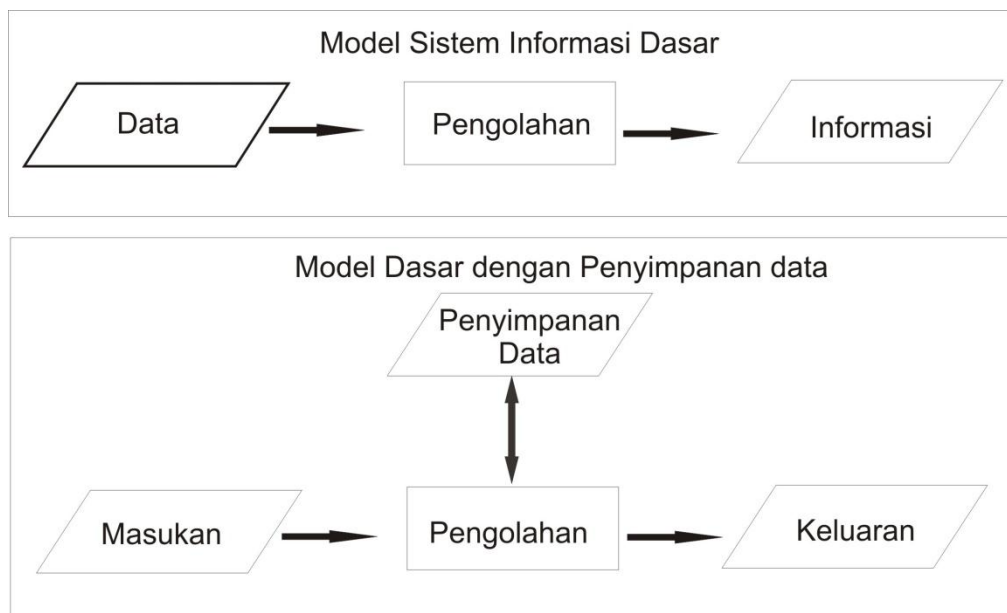 Model Sistem Informasi Dasar
Data
Pengolahan
Informasi
Model Dasar dengan Penyimpanan data
Penyimpanan
Data
Masukan
Pengolahan
Keluaran